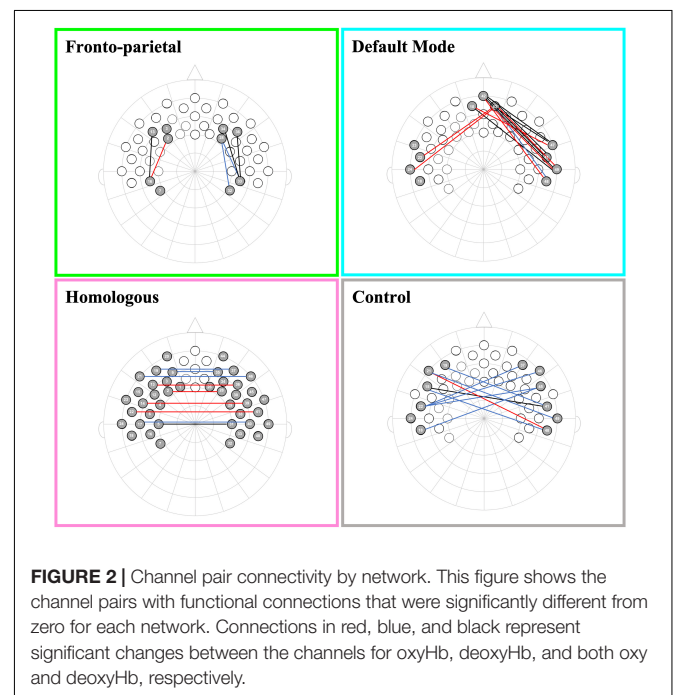 Fronto-parietal
Default Mode
Homologous
Control
FIGURE 2 | Channel pair connectivity by network. This figure shows the
channel pairs with functional connections that were significantly different from
zero for each network. Connections in red, blue, and black represent
significant changes between the channels for oxyHb, deoxyHb, and both oxy
and deoxyHb, respectively.